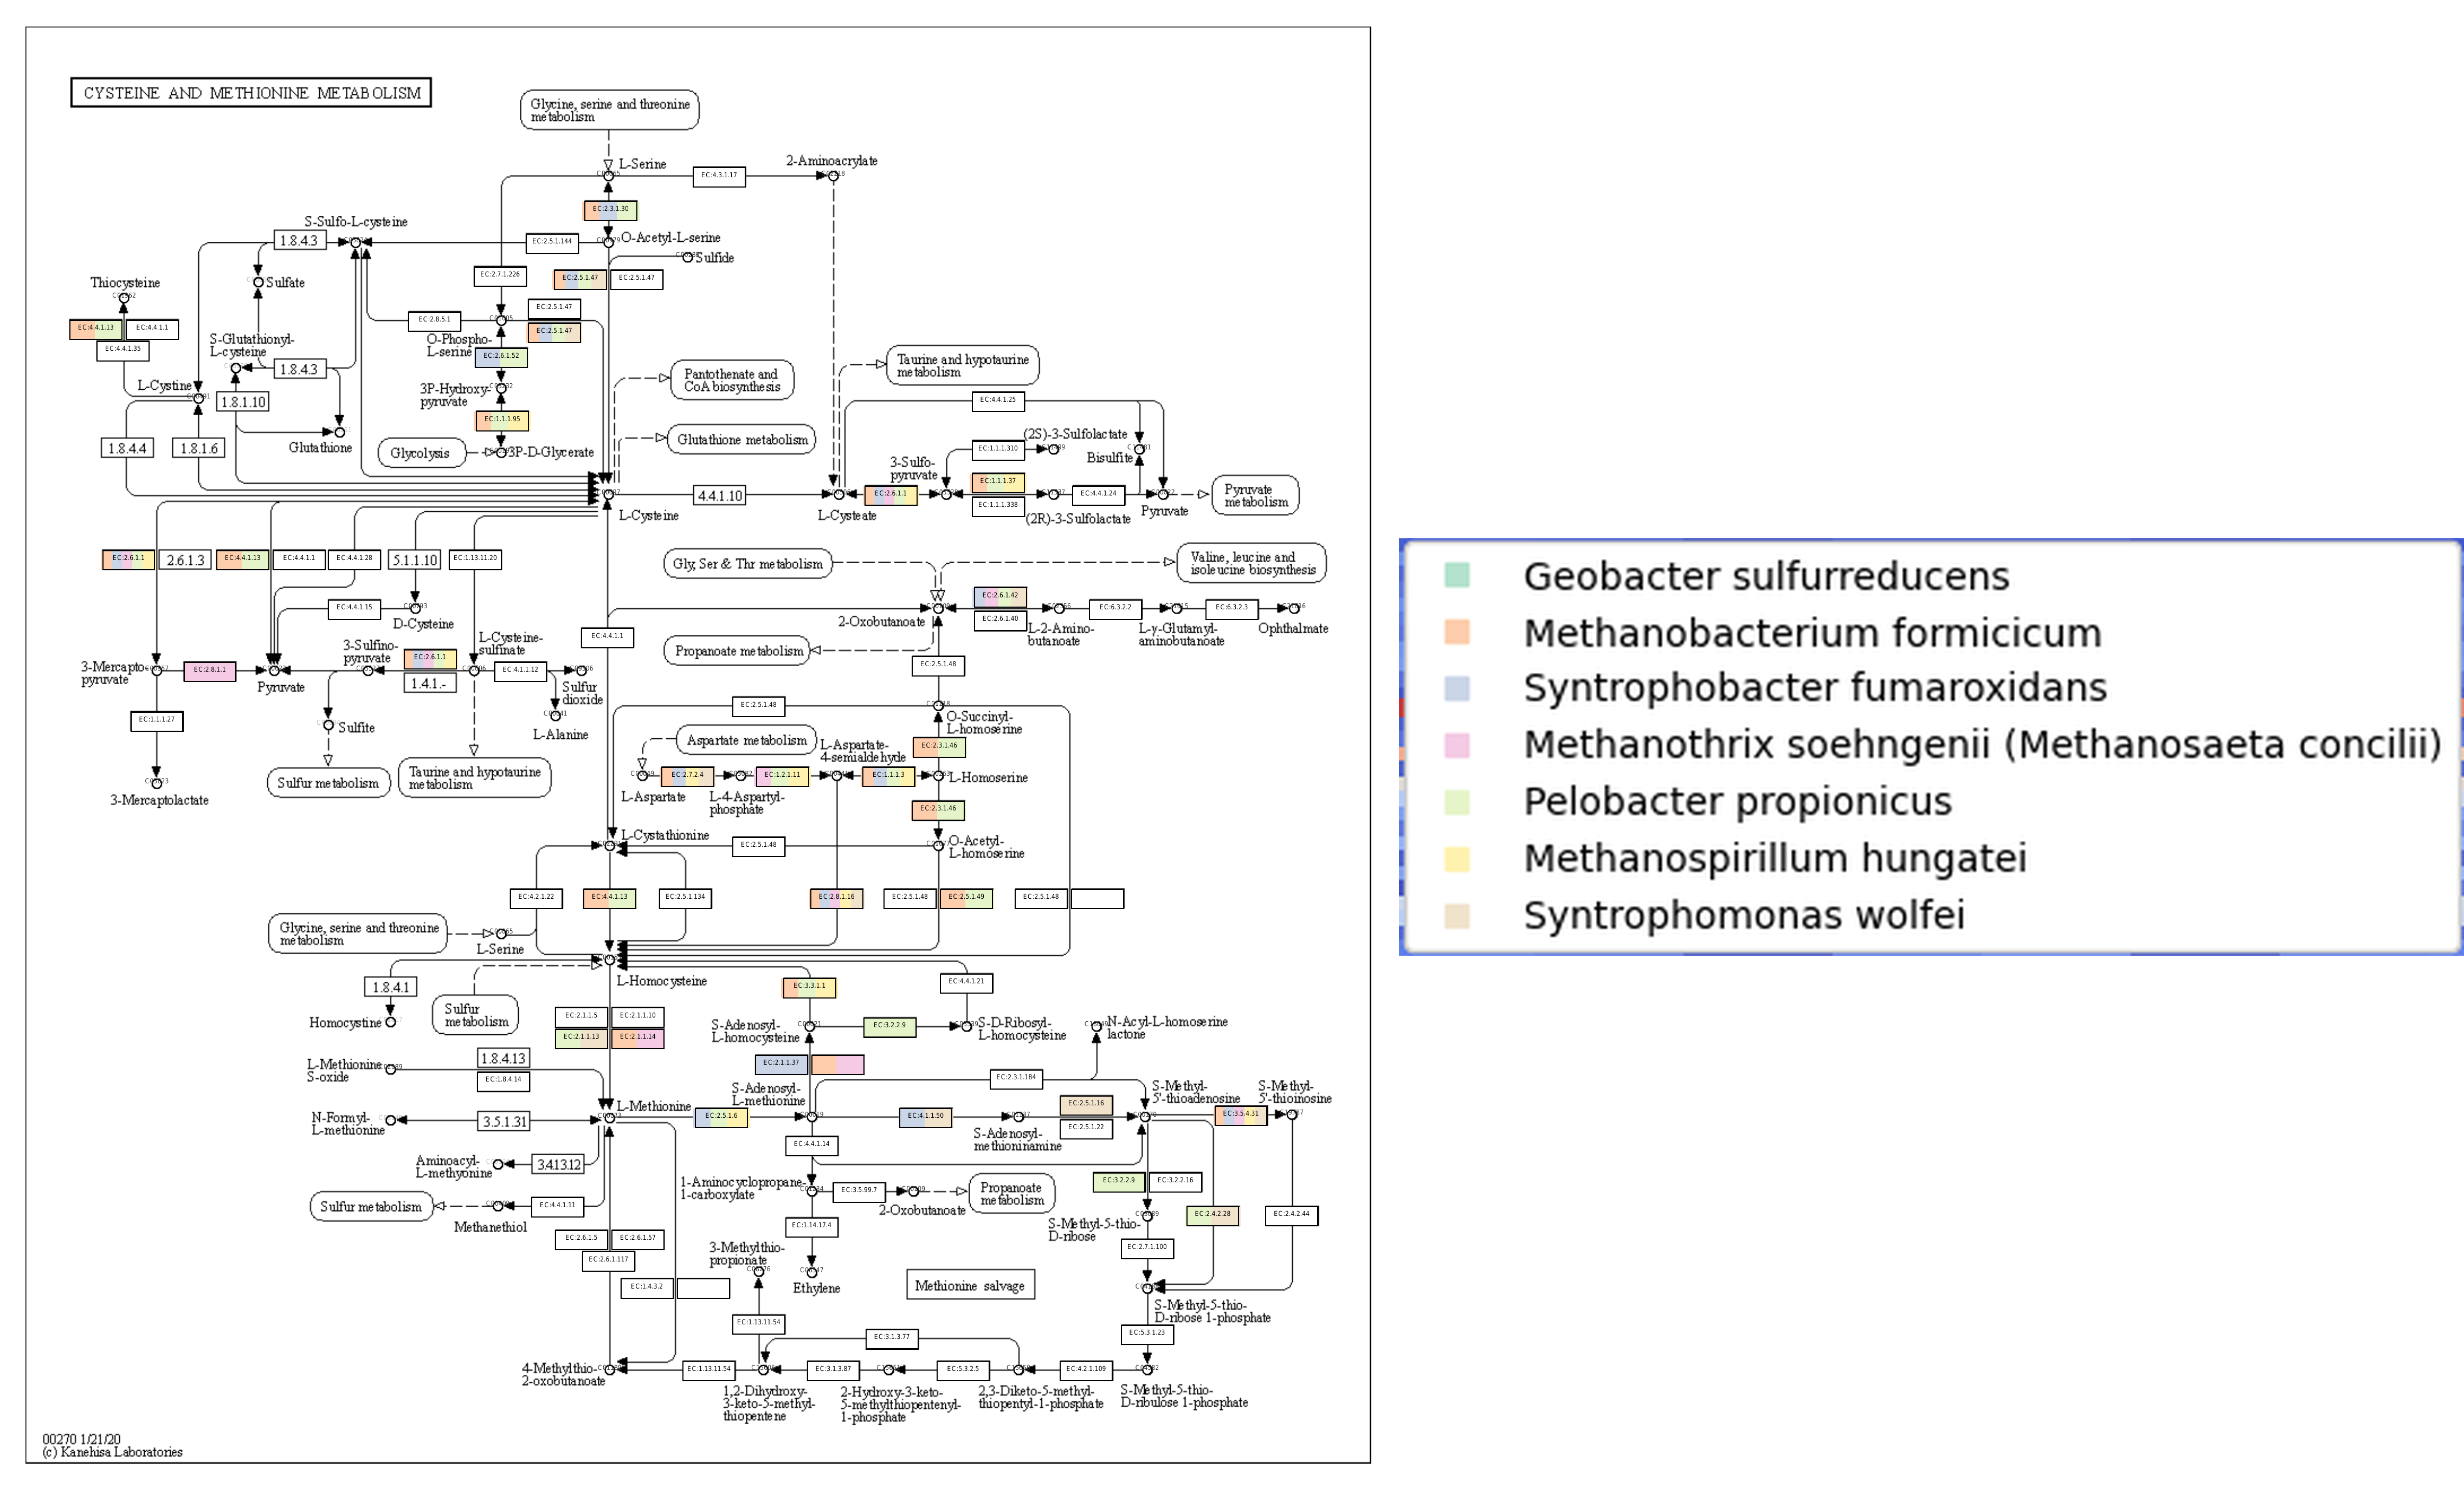 CYSTEINE AND METHIONINE METABOLISM
Glycine, serine and threonine
metabolism
L-Serine
EC:4.3.1.17
2-Aminoacrylate
EC:2.3.1.30
S-Sulfo-L-cysteine
1.8.4.3
EC:2.5.1.144
O-Acetyl-L-serine
Sulfide
Sulfate
EC:2.7.1.226
EC:2.5.1.47
EC:2.5.1.47
Thiocysteine
EC:4.4.1.13
EC:4.4.1.1
EC:4.4.1.35
EC:2.8.5.1
EC:2.5.1.47
EC:2.5.1.47
S-Glutathionyl-
L-cysteine
1.8.4.3
O-Phospho-
L-serine
EC:2.6.1.52
L-Cystine
1.8.1.10
3P-Hydroxy-
pyruvate
EC:1.1.1.95
Pantothenate and
CoA biosynthesis
Taurine and hypotaurine
metabolism
EC:4.4.1.25
1.8.4.4
1.8.1.6
Glutathione
Glycolysis
3P-D-Glycerate
Glutathione metabolism
(2S)-3-Sulfolactate
EC:1.1.1.310
Bisulfite
3-Sulfo-
pyruvate
4.4.1.10
EC:2.6.1.1
EC:1.1.1.37
EC:1.1.1.338
EC:4.4.1.24
Pyruvate
metabolism
L-Cysteine
L-Cysteate
(2R)-3-Sulfolactate
Pyruvate
EC:2.6.1.1
2.6.1.3
EC:4.4.1.13
EC:4.4.1.1
EC:4.4.1.28
5.1.1.10
EC:1.13.11.20
Gly, Ser & Thr metabolism
Valine, leucine and
isoleucine biosynthesis
EC:4.4.1.15
D-Cysteine
EC:4.4.1.1
2-Oxobutanoate
EC:2.6.1.42
EC:2.6.1.40
L-2-Amino-
butanoate
EC:6.3.2.2
L-γ-Glutamyl-
aminobutanoate
EC:6.3.2.3
Ophthalmate
Propanoate metabolism
3-Mercapto-
pyruvate
EC:2.8.1.1
Pyruvate
3-Sulfino-
pyruvate
EC:2.6.1.1
1.4.1.-
L-Cysteine-
sulfinate
EC:4.1.1.12
Sulfur
dioxide
EC:2.5.1.48
EC:1.1.1.27
Sulfite
L-Alanine
EC:2.5.1.48
O-Succinyl-
L-homoserine
3-Mercaptolactate
Sulfur metabolism
Taurine and hypotaurine
metabolism
Aspartate metabolism
L-Aspartate-
4-semialdehyde
EC:2.3.1.46
L-Aspartate
EC:2.7.2.4
L-4-Aspartyl-
phosphate
EC:1.2.1.11
EC:1.1.1.3
L-Homoserine
EC:2.3.1.46
L-Cystathionine
EC:2.5.1.48
O-Acetyl-
L-homoserine
EC:4.2.1.22
EC:4.4.1.13
EC:2.5.1.134
EC:2.8.1.16
EC:2.5.1.48
EC:2.5.1.49
EC:2.5.1.48
Glycine, serine and threonine
metabolism
L-Serine
L-Homocysteine
1.8.4.1
Homocystine
Sulfur
metabolism
EC:3.3.1.1
EC:4.4.1.21
EC:2.1.1.5
EC:2.1.1.10
EC:2.1.1.13
EC:2.1.1.14
S-Adenosyl-
L-homocysteine
EC:3.2.2.9
S-D-Ribosyl-
L-homocysteine
N-Acyl-L-homoserine
lactone
EC:2.1.1.37
L-Methionine
S-oxide
1.8.4.13
EC:1.8.4.14
EC:2.3.1.184
N-Formyl-
L-methionine
3.5.1.31
L-Methionine
EC:2.5.1.6
S-Adenosyl-
L-methionine
EC:4.1.1.50
S-Adenosyl-
methioninamine
EC:2.5.1.16
EC:2.5.1.22
S-Methyl-
5'-thioadenosine
EC:3.5.4.31
S-Methyl-
5'-thioinosine
Aminoacyl-
L-methyonine
3.4.13.12
EC:4.4.1.14
Sulfur metabolism
EC:4.4.1.11
Methanethiol
1-Aminocyclopropane-
1-carboxylate
EC:3.5.99.7
2-Oxobutanoate
Propanoate
metabolism
EC:3.2.2.9
EC:3.2.2.16
EC:2.4.2.28
EC:2.4.2.44
S-Methyl-5-thio-
D-ribose
EC:2.6.1.5
EC:2.6.1.57
EC:2.6.1.117
EC:1.14.17.4
EC:2.7.1.100
EC:1.4.3.2
3-Methylthio-
propionate
Ethylene
Methionine salvage
S-Methyl-5-thio-
D-ribose 1-phosphate
EC:1.13.11.54
EC:3.1.3.77
EC:5.3.1.23
4-Methylthio-
2-oxobutanoate
EC:1.13.11.54
EC:3.1.3.87
EC:5.3.2.5
EC:4.2.1.109
1,2-Dihydroxy-
3-keto-5-methyl-
thiopentene
2-Hydroxy-3-keto-
5-methylthiopentenyl-
1-phosphate
2,3-Diketo-5-methyl-
thiopentyl-1-phosphate
S-Methyl-5-thio-
D-ribulose 1-phosphate
00270 1/21/20
(c) Kanehisa Laboratories
Geobacter sulfurreducens
Methanobacterium formicicum
Syntrophobacter fumaroxidans
Methanothrix soehngenii (Methanosaeta concilii)
Pelobacter propionicus
Methanospirillum hungatei
Syntrophomonas wolfei